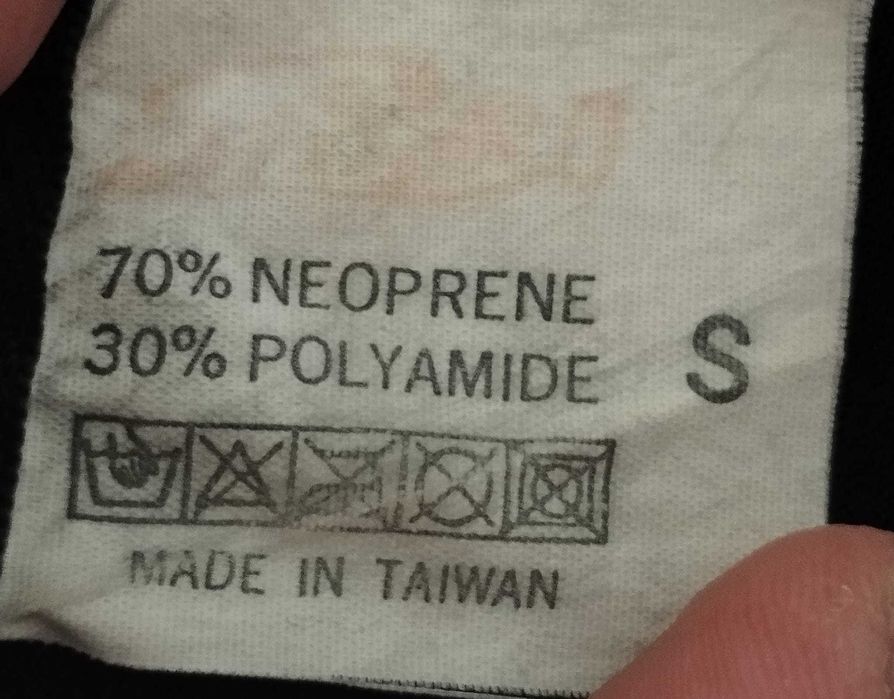 70% NEOPRENE
30% POLYAMIDE
S
MADE IN TAIWAN